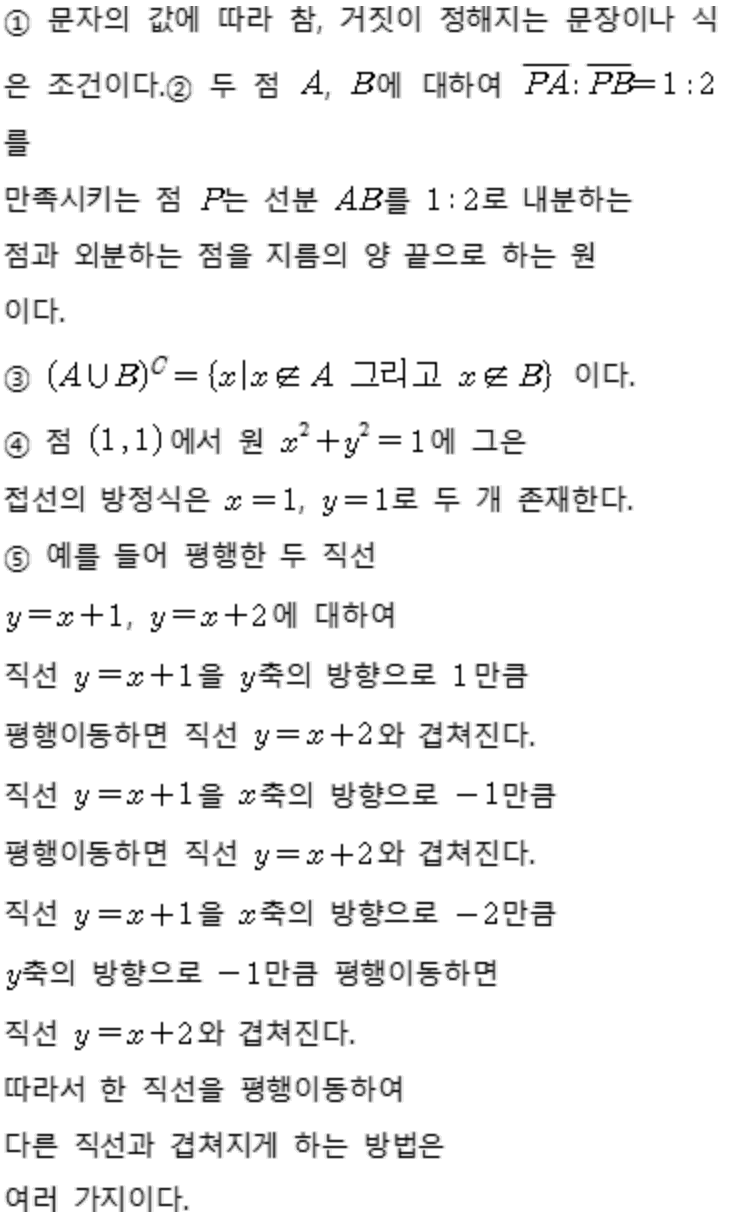 ① 문자의 값에 따라 참, 거짓이 정해지는 문장이나 식
은 조건이다.② 두 점 A, B에 대하여 \overline{PA}:\overline{PB}=1:2
를
만족시키는 점 P는 선분 AB를 1:2로 내분하는
점과 외분하는 점을 지름의 양 끝으로 하는 원
이다.
③ (A∪B)^C={x|x∉A 그리고 x∉B} 이다.
④ 점 (1,1)에서 원 x²+y²=1에 그은
접선의 방정식은 x=1, y=1로 두 개 존재한다.
⑤ 예를 들어 평행한 두 직선
y=x+1, y=x+2에 대하여
직선 y=x+1을 y축의 방향으로 1만큼
평행이동하면 직선 y=x+2와 겹쳐진다.
직선 y=x+1을 x축의 방향으로 -1만큼
평행이동하면 직선 y=x+2와 겹쳐진다.
직선 y=x+1을 x축의 방향으로 -2만큼
y축의 방향으로 -1만큼 평행이동하면
직선 y=x+2와 겹쳐진다.
따라서 한 직선을 평행이동하여
다른 직선과 겹쳐지게 하는 방법은
여러 가지이다.